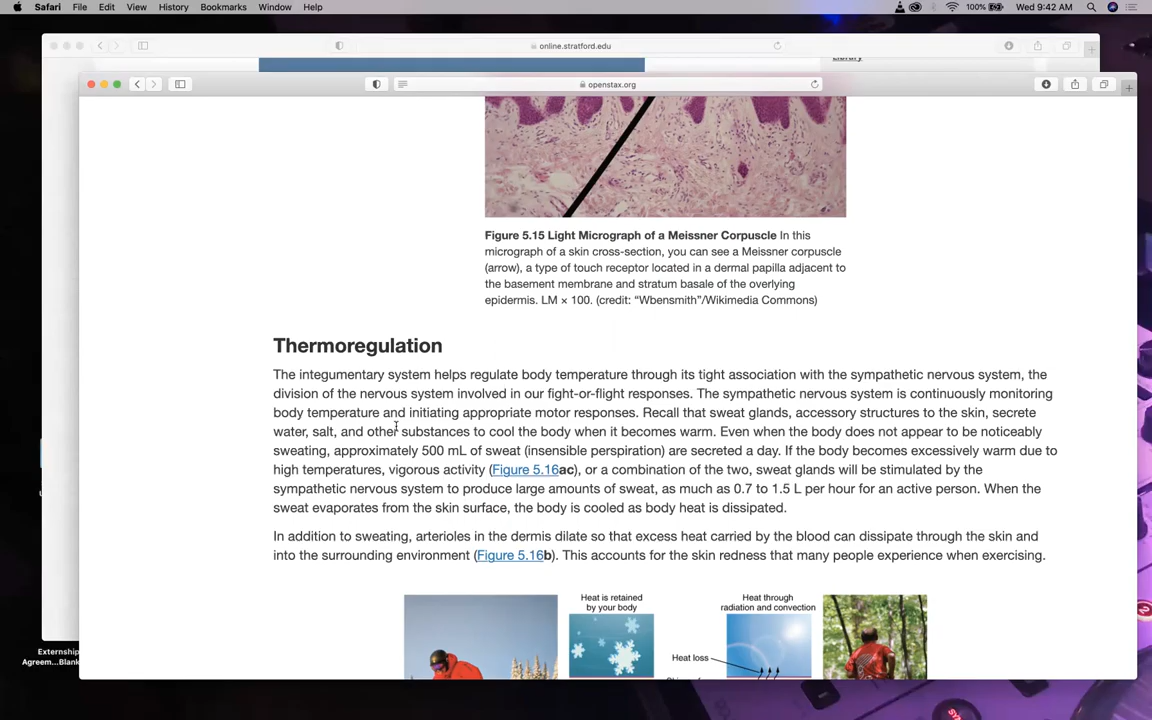 Safari File Edit View History Bookmarks Window Help 100% Wed 9:42 AM
online.stratford.edu
Library
openstax.org
Figure 5.15 Light Micrograph of a Meissner Corpuscle In this
micrograph of a skin cross-section, you can see a Meissner corpuscle
(arrow), a type of touch receptor located in a dermal papilla adjacent to
the basement membrane and stratum basale of the overlying
epidermis. LM × 100. (credit: “Wbensmith”/Wikimedia Commons)
Thermoregulation
The integumentary system helps regulate body temperature through its tight association with the sympathetic nervous system, the
division of the nervous system involved in our fight-or-flight responses. The sympathetic nervous system is continuously monitoring
body temperature and initiating appropriate motor responses. Recall that sweat glands, accessory structures to the skin, secrete
water, salt, and other substances to cool the body when it becomes warm. Even when the body does not appear to be noticeably
sweating, approximately 500 mL of sweat (insensible perspiration) are secreted a day. If the body becomes excessively warm due to
high temperatures, vigorous activity (Figure 5.16ac), or a combination of the two, sweat glands will be stimulated by the
sympathetic nervous system to produce large amounts of sweat, as much as 0.7 to 1.5 L per hour for an active person. When the
sweat evaporates from the skin surface, the body is cooled as body heat is dissipated.
In addition to sweating, arterioles in the dermis dilate so that excess heat carried by the blood can dissipate through the skin and
into the surrounding environment (Figure 5.16b). This accounts for the skin redness that many people experience when exercising.
Heat is retained
by your body
Heat through
radiation and convection
Heat loss
Externship
Agreem...Blank